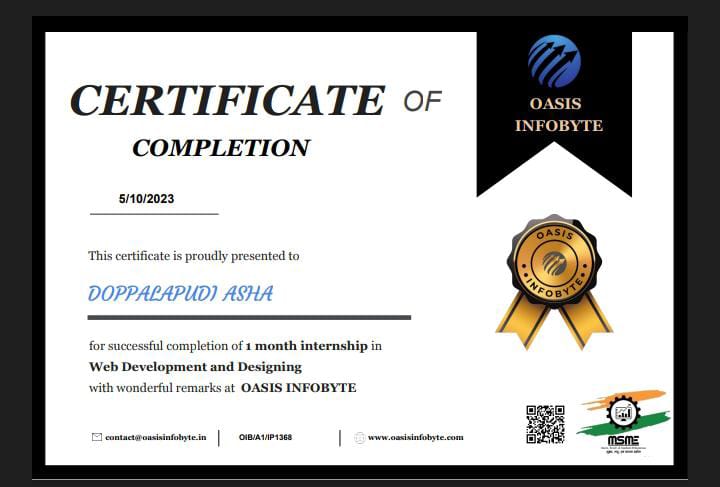 CERTIFICATE OF
COMPLETION
5/10/2023
This certificate is proudly presented to
DOPPALAPUDI ASHA
for successful completion of 1 month internship in
Web Development and Designing
with wonderful remarks at OASIS INFOBYTE
contact@oasisinfobyte.in
OIB/A1/IP1368
www.oasisinfobyte.com
OASIS
INFOBYTE
OASIS
INFOBYTE
MSME